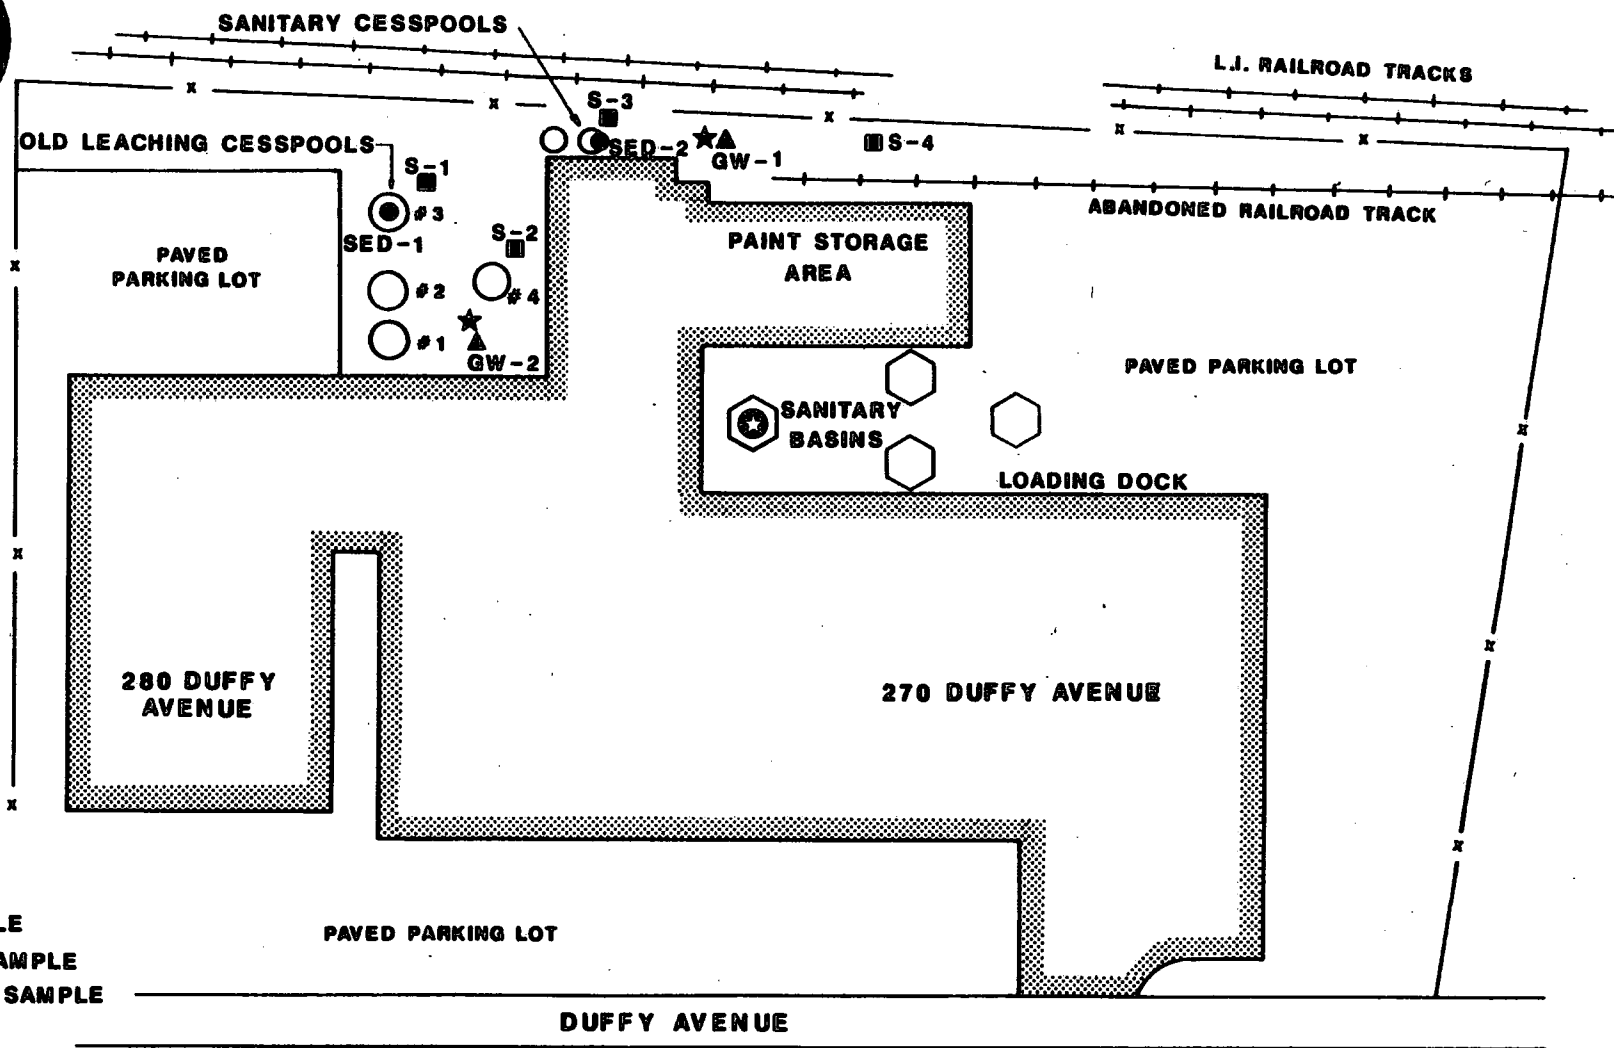 SANITARY CESSPOOLS
L.I. RAILROAD TRACKS
S-3
OLD LEACHING CESSPOOLS
SED-2
S-4
GW-1
S-1
#3
ABANDONED RAILROAD TRACK
SED-1
S-2
PAINT STORAGE
AREA
PAVED
PARKING LOT
#2
#4
#1
GW-2
PAVED PARKING LOT
SANITARY
BASINS
LOADING DOCK
280 DUFFY
AVENUE
270 DUFFY AVENUE
LE
AMPLE
SAMPLE
PAVED PARKING LOT
DUFFY AVENUE